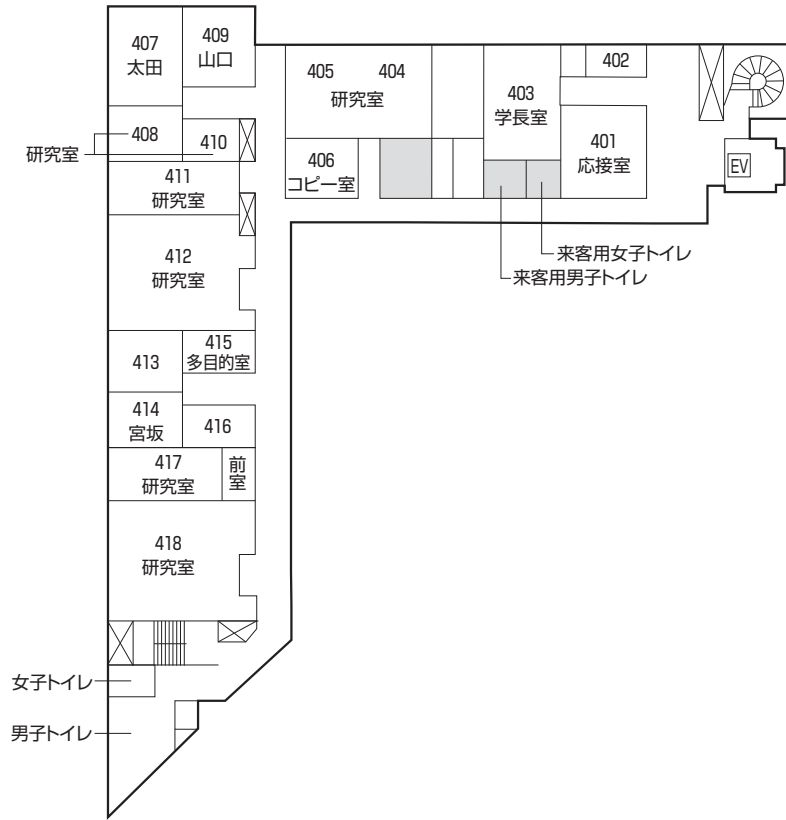 407
太田
409
山口
405 404
研究室
403
学長室
402
401
応接室
408
410
研究室
406
コピー室
EV
411
研究室
来客用女子トイレ
来客用男子トイレ
412
研究室
413
415
多目的室
414
宮坂
416
417
研究室
前室
418
研究室
女子トイレ
男子トイレ